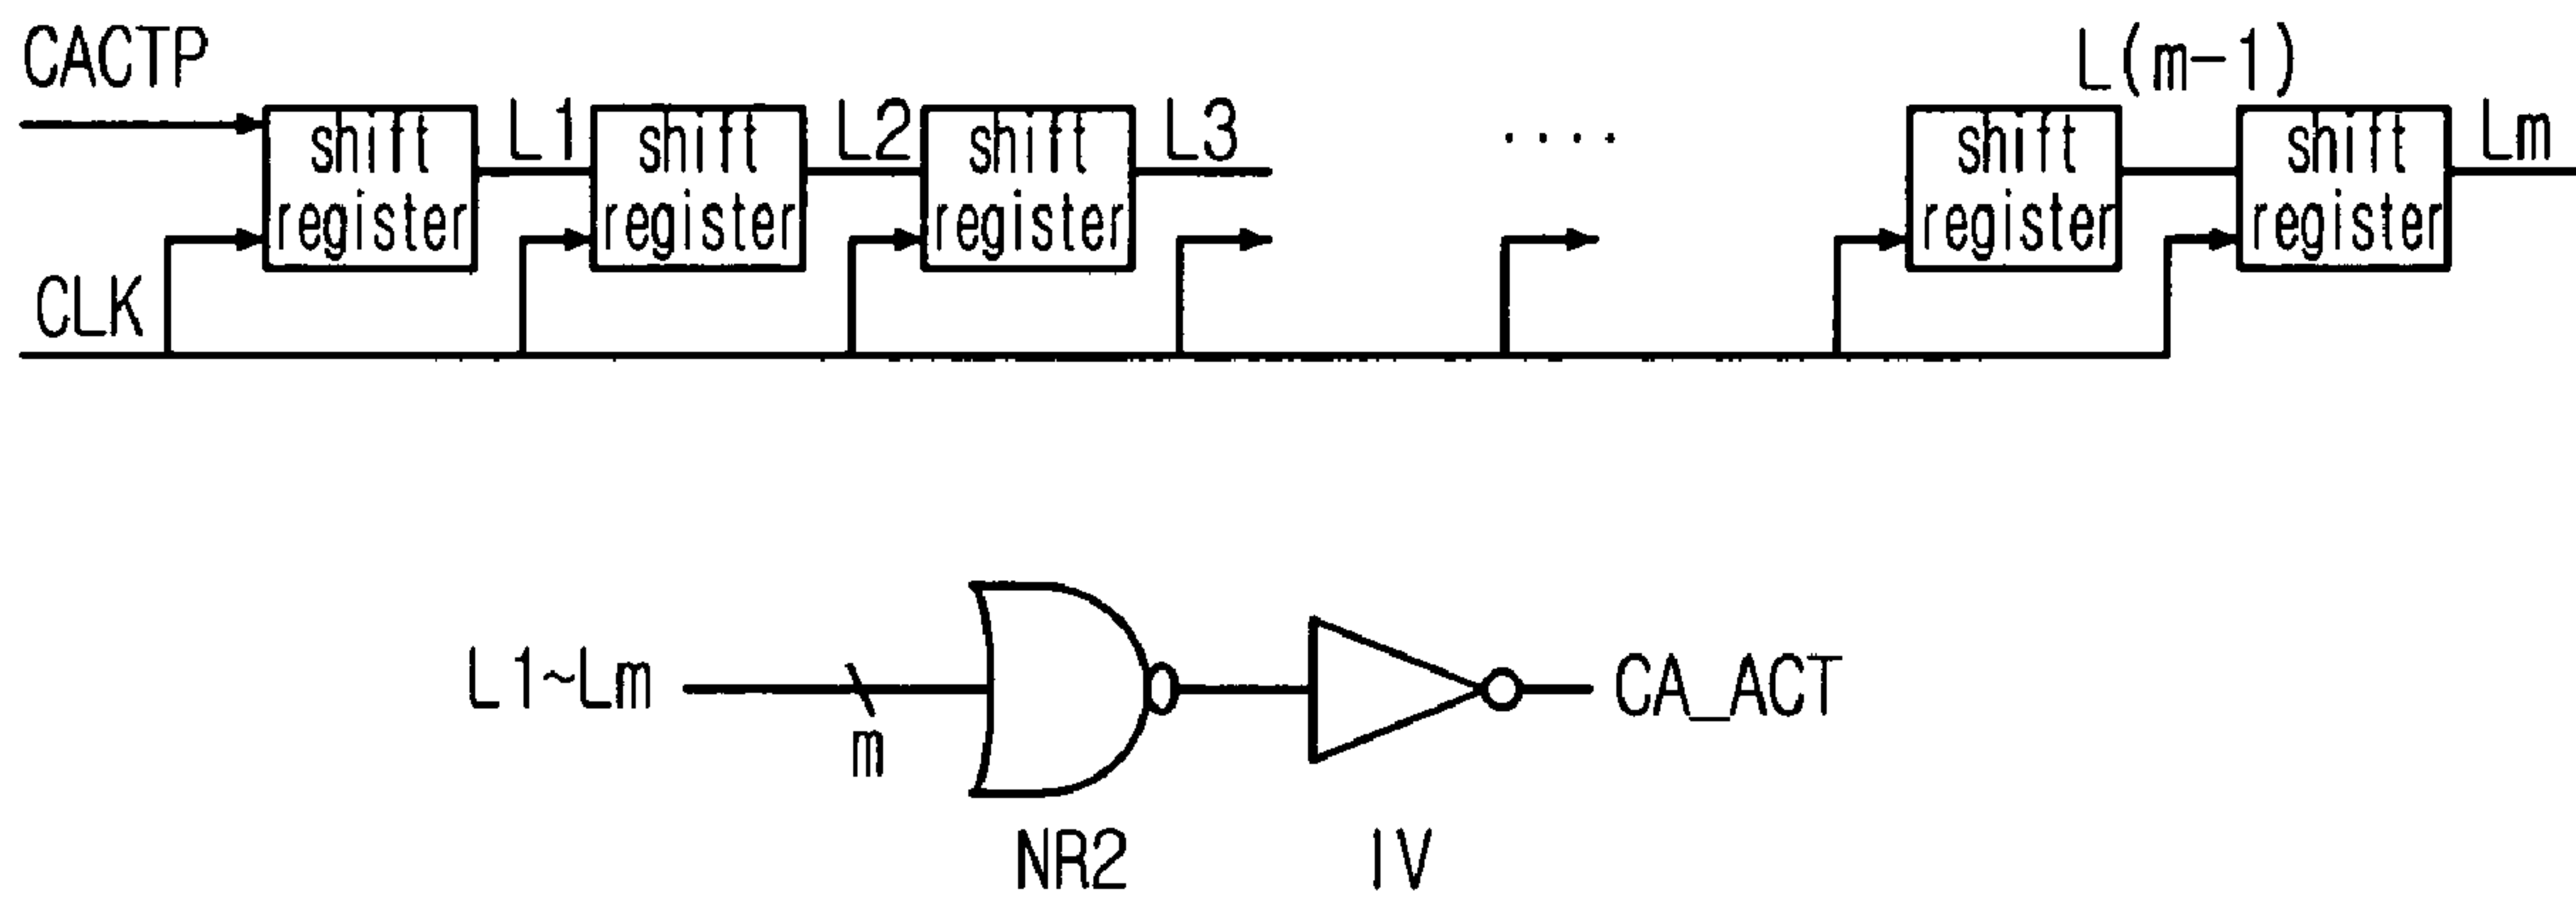 CACTP
L(m-1)
shift register
L1
shift register
L2
shift register
L3
....
shift register
shift register
Lm
CLK
L1~Lm
m
CA_ACT
NR2
IV